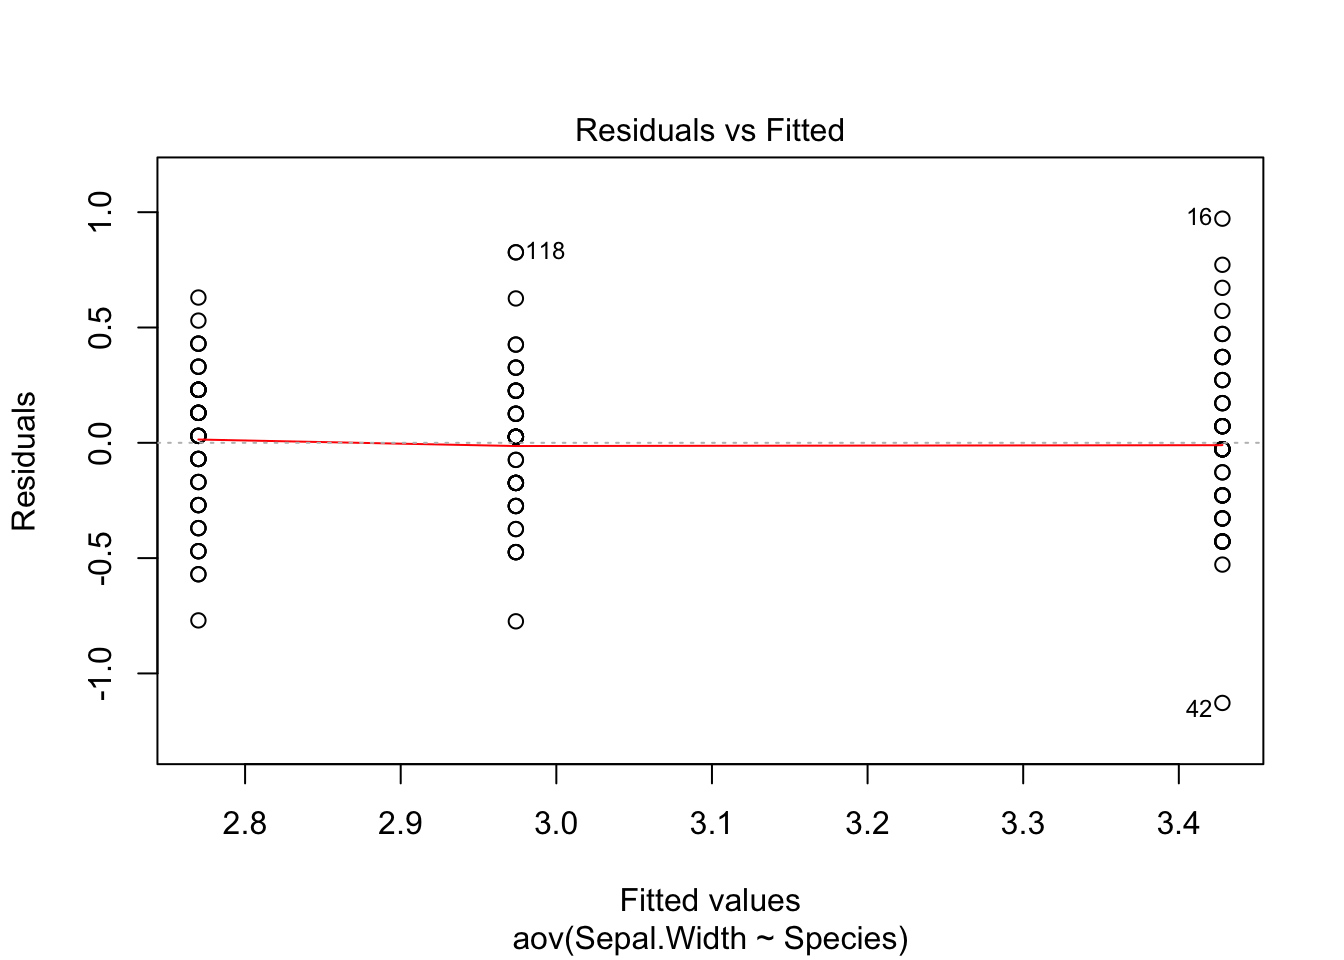 Residuals vs Fitted
Residuals
1.0
0.5
0.0
-0.5
-1.0
118
16
42
2.8 2.9 3.0 3.1 3.2 3.3 3.4
Fitted values
aov(Sepal.Width ~ Species)